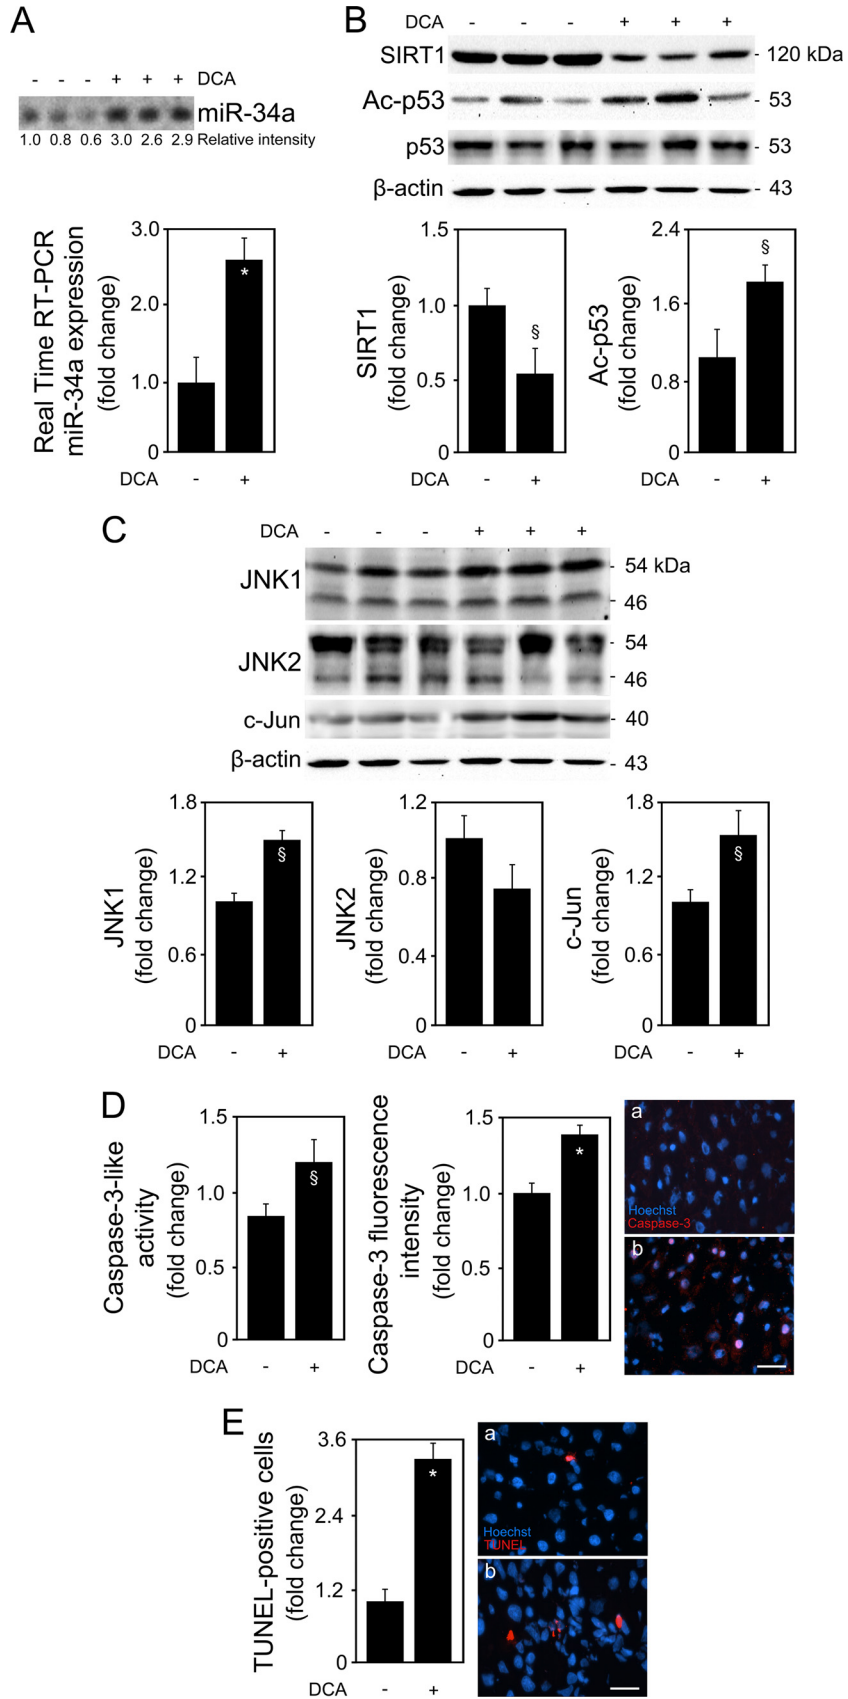 A
- - - + + + DCA
miR-34a
1.0 0.8 0.6 3.0 2.6 2.9 Relative intensity
Real Time RT-PCR
miR-34a expression
(fold change)
3.0
2.0
1.0
0
*
DCA - +
B
DCA - - - + + +
SIRT1 - 120 kDa
Ac-p53 - 53
p53 - 53
β-actin - 43
SIRT1
(fold change)
1.5
1.0
0.5
0
§
DCA - +
Ac-p53
(fold change)
2.4
1.6
0.8
0
§
DCA - +
C
DCA - - - + + +
JNK1 - 54 kDa
- 46
JNK2 - 54
- 46
c-Jun - 40
β-actin - 43
JNK1
(fold change)
1.8
1.2
0.6
0
§
DCA - +
JNK2
(fold change)
1.2
0.8
0.4
0
DCA - +
c-Jun
(fold change)
1.8
1.2
0.6
0
§
DCA - +
D
Caspase-3-like
activity
(fold change)
1.5
1.0
0.5
0
§
DCA - +
Caspase-3 fluorescence
intensity
(fold change)
1.5
1.0
0.5
0
*
DCA - +
a
Hoechst
Caspase-3
b
E
TUNEL-positive cells
(fold change)
3.6
2.4
1.2
0
*
DCA - +
a
Hoechst
TUNEL
b